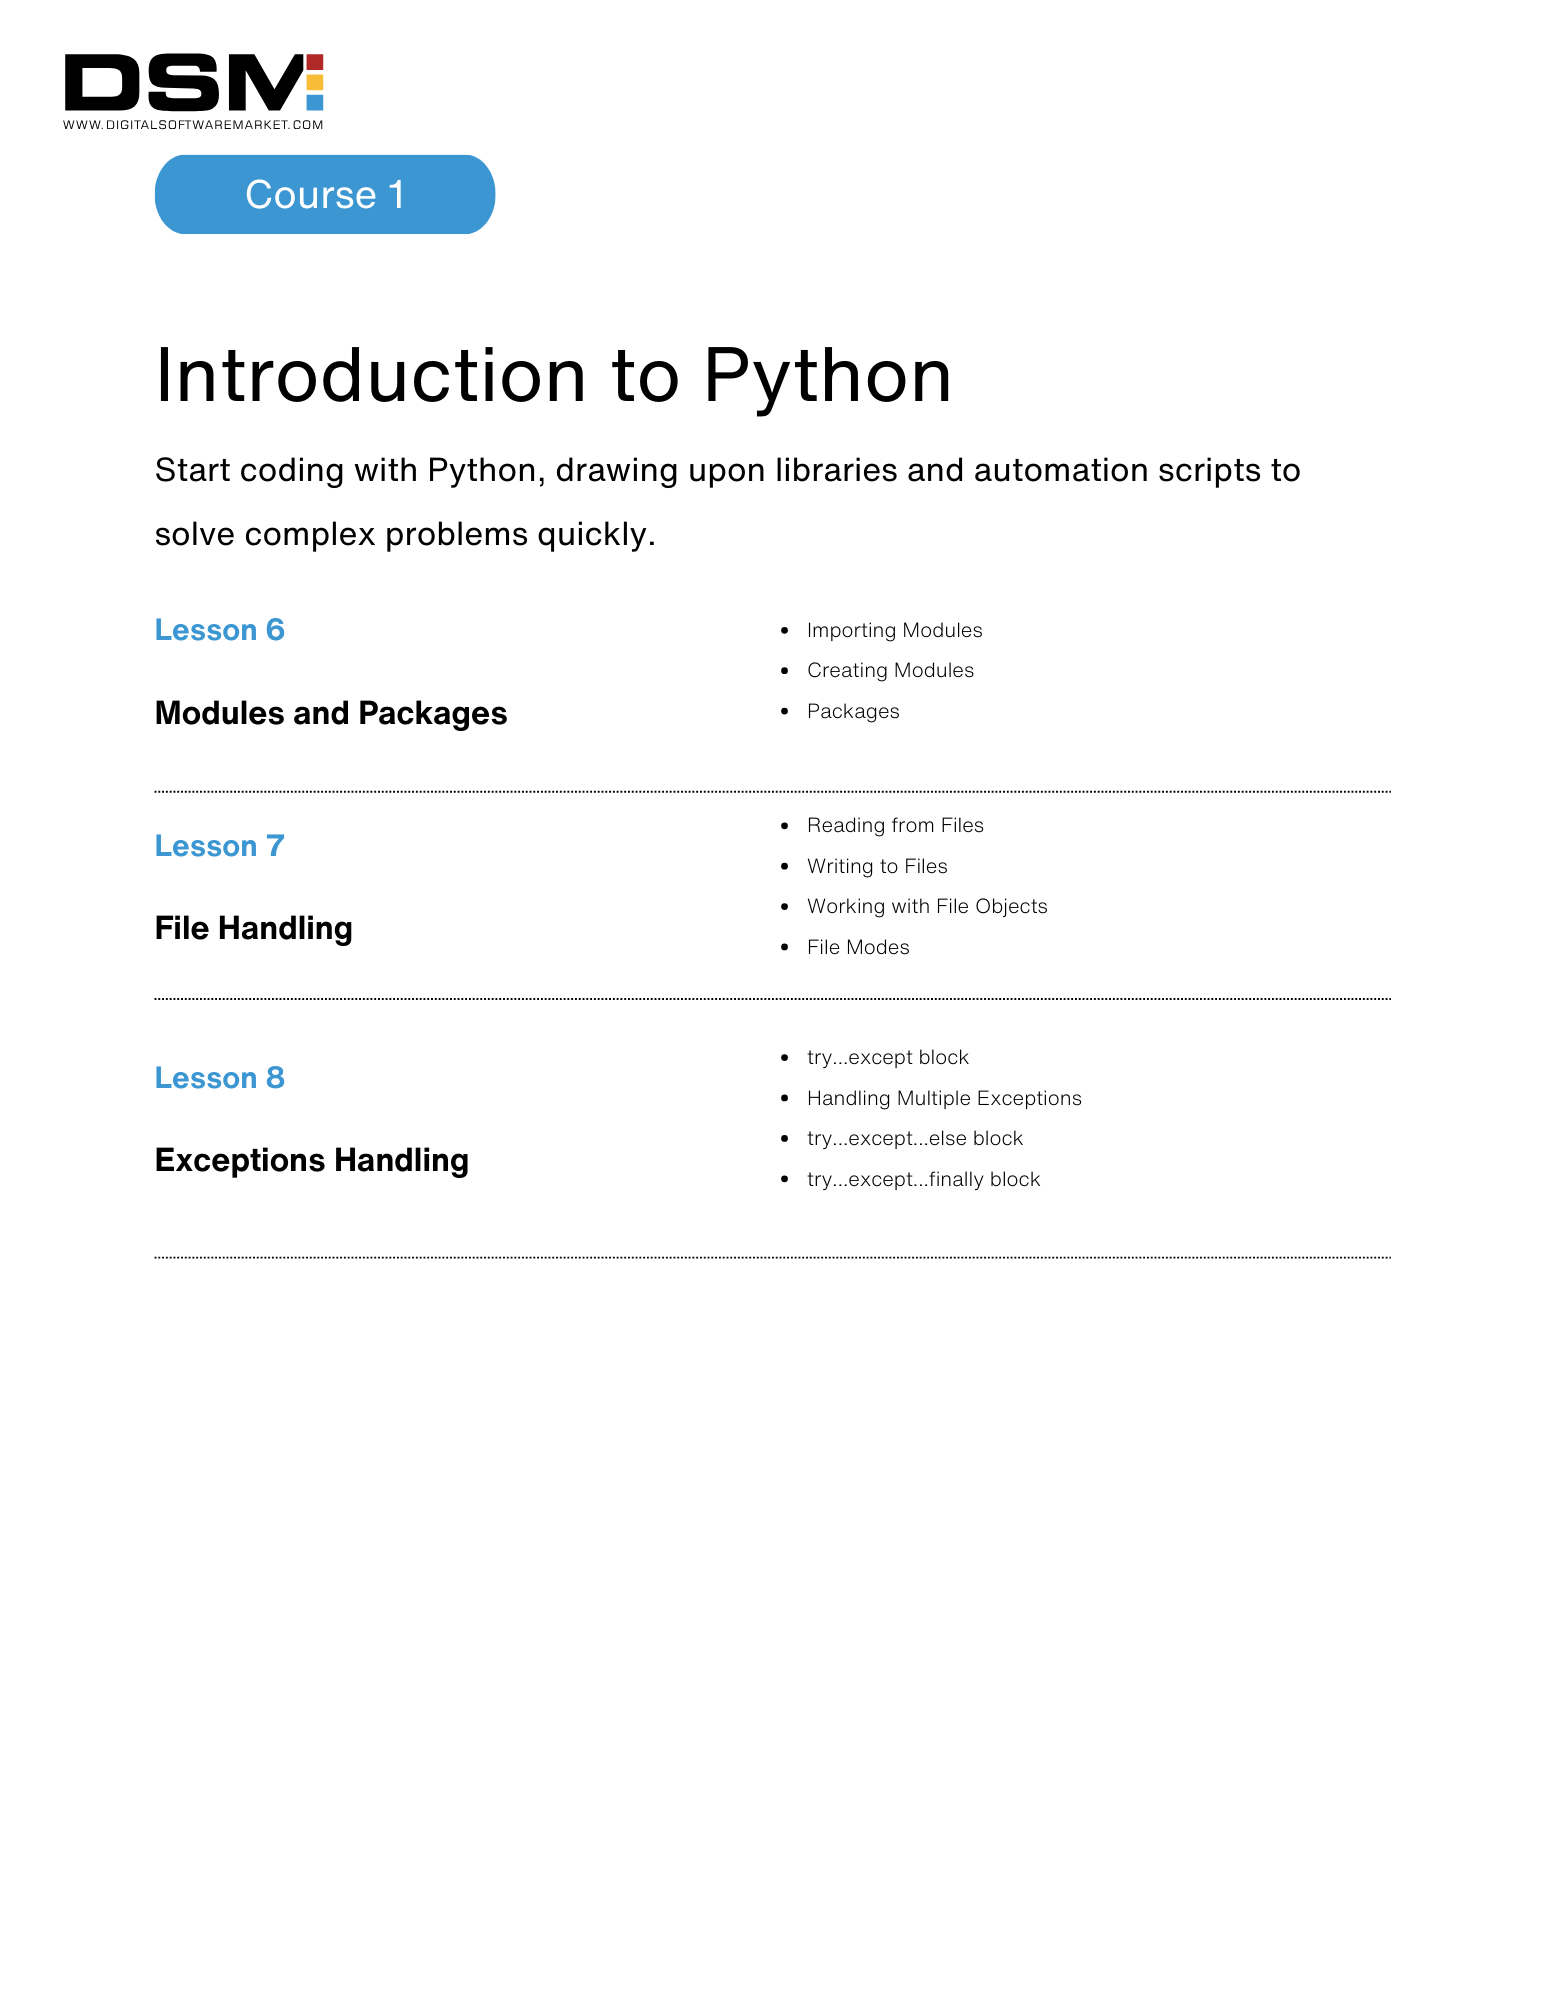 DSM
WWW.DIGITALSOFTWAREMARKET.COM
Course 1
Introduction to Python
Start coding with Python, drawing upon libraries and automation scripts to
solve complex problems quickly.
Lesson 6
Modules and Packages
• Importing Modules
• Creating Modules
• Packages
Lesson 7
File Handling
• Reading from Files
• Writing to Files
• Working with File Objects
• File Modes
Lesson 8
Exceptions Handling
• try...except block
• Handling Multiple Exceptions
• try...except...else block
• try...except...finally block